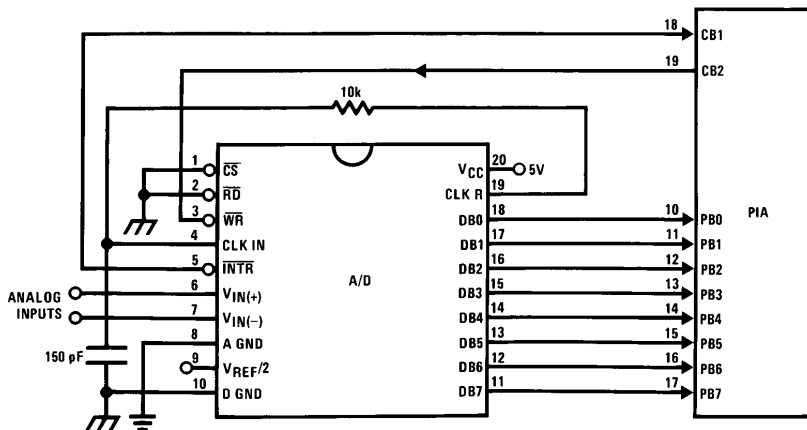 18 CB1
19 CB2
10k
1 CS
2 RD
3 WR
4 CLK IN
5 INTR
6 VIN(+)
7 VIN(–)
8 A GND
9 VREF/2
10 D GND
ANALOG
INPUTS
150 pF
A/D
VCC 20 5V
CLK R 19
DB0 18 10 PB0
DB1 17 11 PB1
DB2 16 12 PB2
DB3 15 13 PB3
DB4 14 14 PB4
DB5 13 15 PB5
DB6 12 16 PB6
DB7 11 17 PB7
PIA